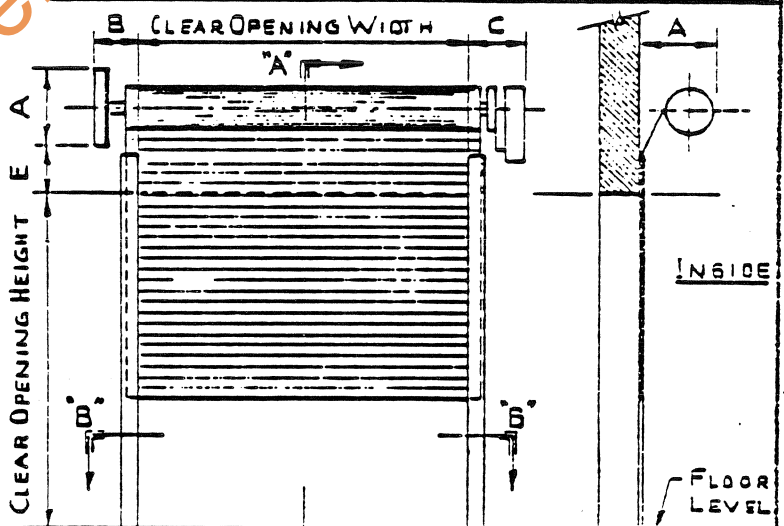 B CLEAR OPENING WIDTH C
"A"
A
A
E
CLEAR OPENING HEIGHT
INSIDE
"B" "B"
FLOOR
LEVEL